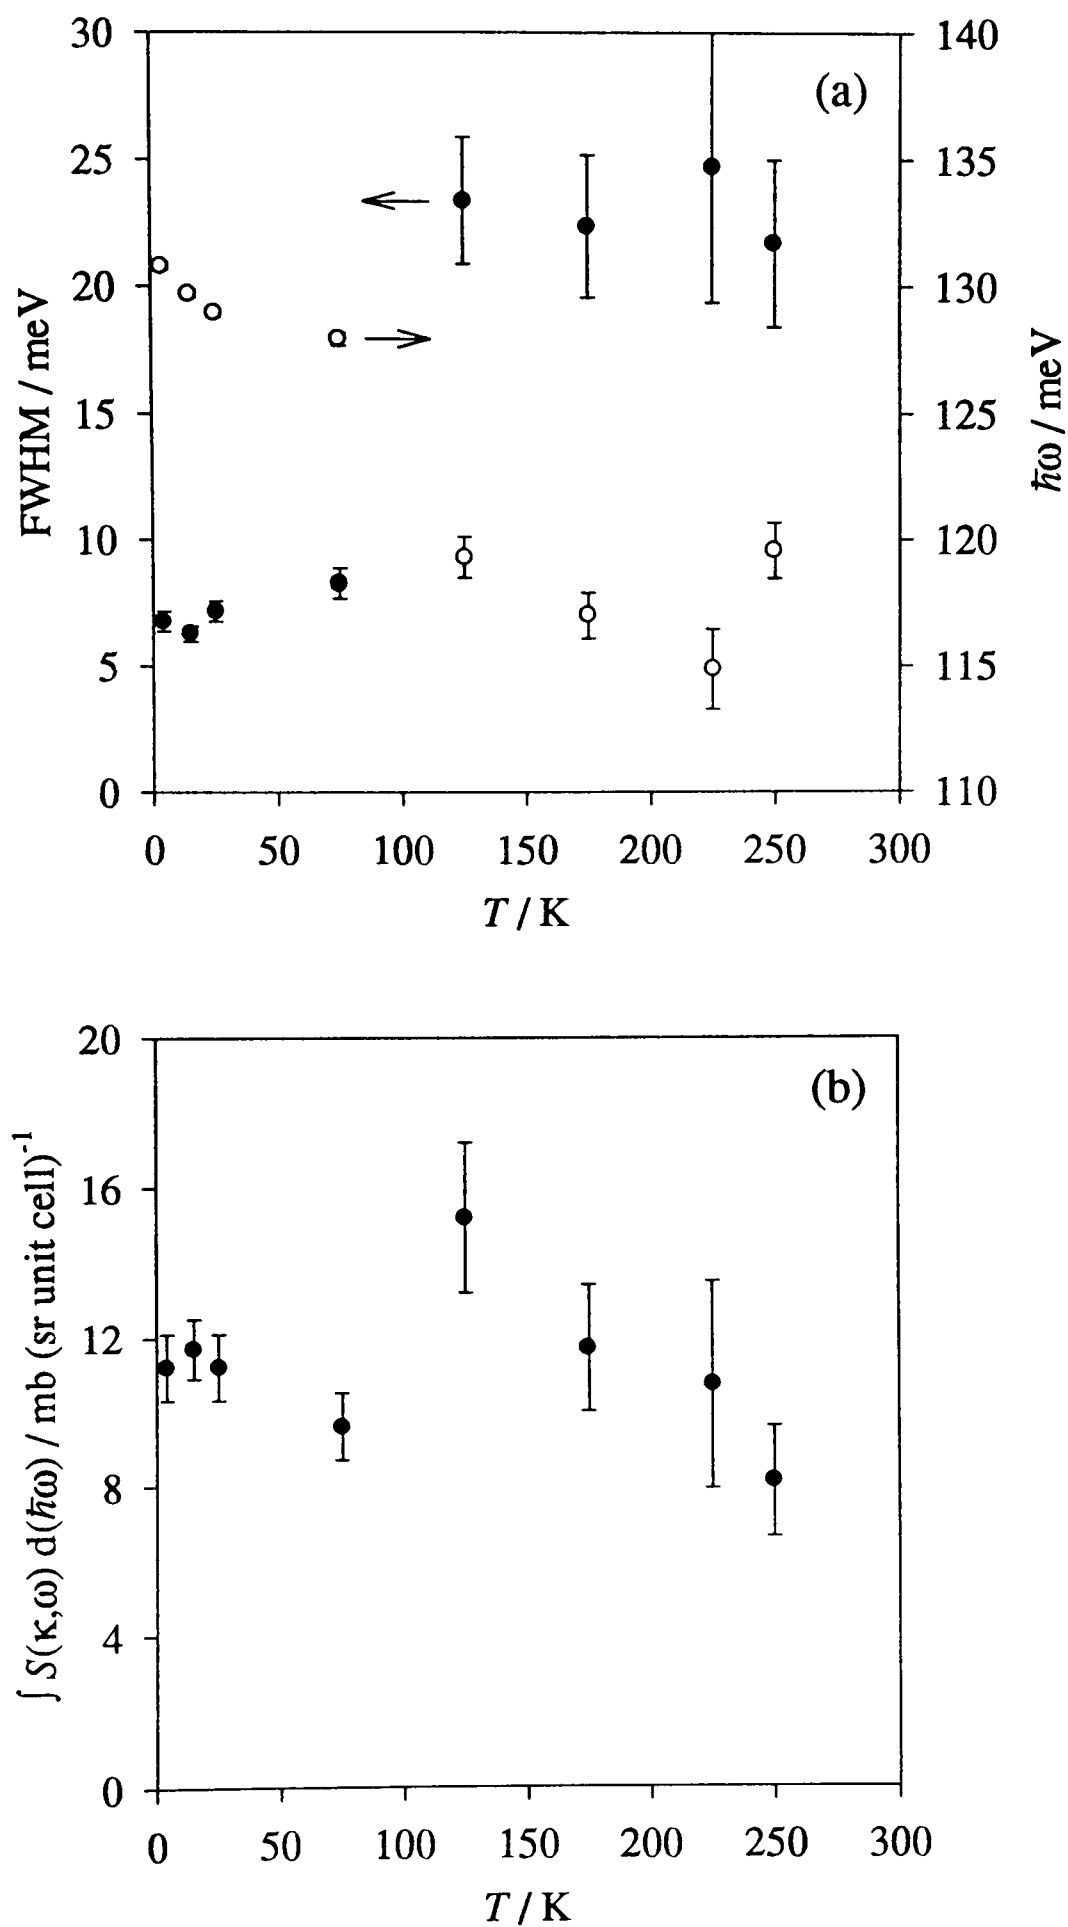 (a)
30
25
20
15
10
5
0
FWHM / meV
140
135
130
125
120
115
110
ħω / meV
0 50 100 150 200 250 300
T / K
(b)
20
16
12
8
4
0
∫ S(κ,ω) d(ħω) / mb (sr unit cell)⁻¹
0 50 100 150 200 250 300
T / K